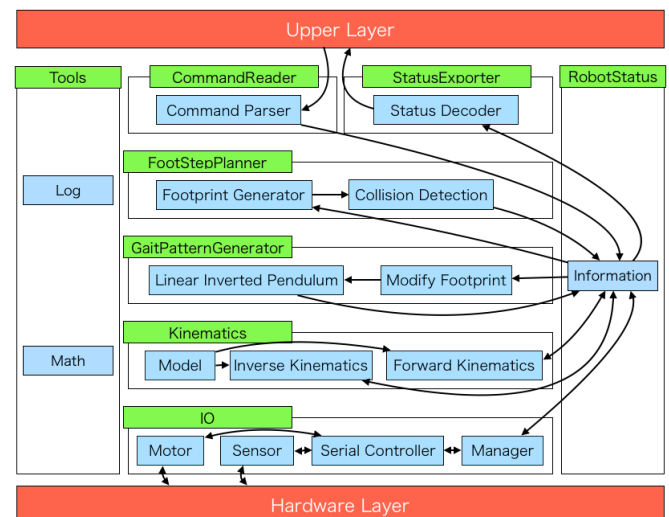 Upper Layer
Tools
CommandReader
StatusExporter
RobotStatus
Command Parser
Status Decoder
FootStepPlanner
Log
Footprint Generator
Collision Detection
GaitPatternGenerator
Linear Inverted Pendulum
Modify Footprint
Information
Kinematics
Math
Model
Inverse Kinematics
Forward Kinematics
IO
Motor
Sensor
Serial Controller
Manager
Hardware Layer